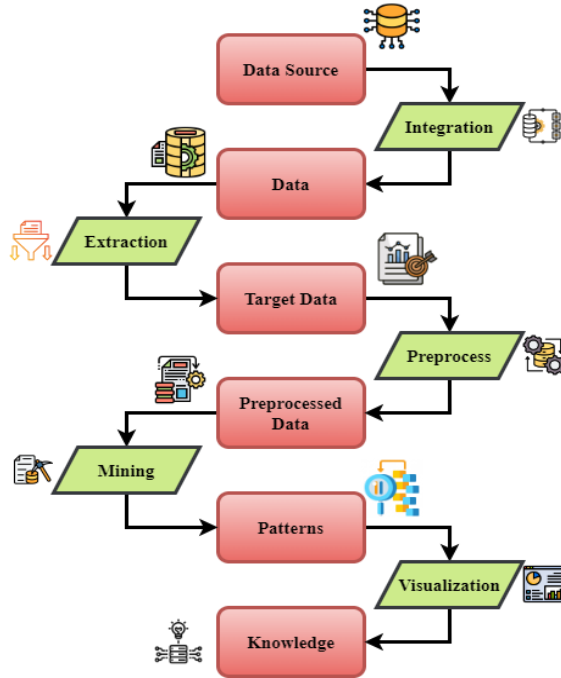 Data Source
Integration
Data
Extraction
Target Data
Preprocess
Preprocessed
Data
Mining
Patterns
Visualization
Knowledge